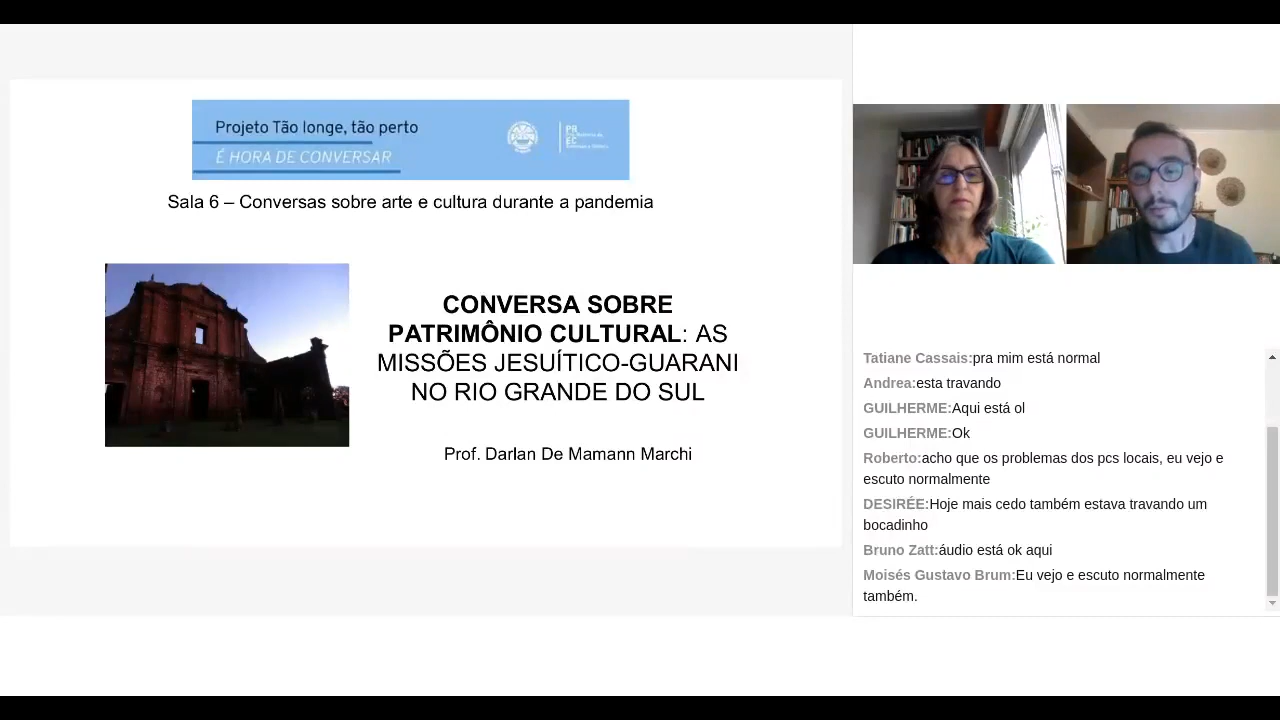 Projeto Tão longe, tão perto
É HORA DE CONVERSAR
PR
EC
Sala 6 – Conversas sobre arte e cultura durante a pandemia
CONVERSA SOBRE
PATRIMÔNIO CULTURAL: AS
MISSÕES JESUÍTICO-GUARANI
NO RIO GRANDE DO SUL
Prof. Darlan De Mamann Marchi
Tatiane Cassais:pra mim está normal
Andrea:esta travando
GUILHERME:Aqui está ol
GUILHERME:Ok
Roberto:acho que os problemas dos pcs locais, eu vejo e
escuto normalmente
DESIRÉE:Hoje mais cedo também estava travando um
bocadinho
Bruno Zatt:áudio está ok aqui
Moisés Gustavo Brum:Eu vejo e escuto normalmente
também.